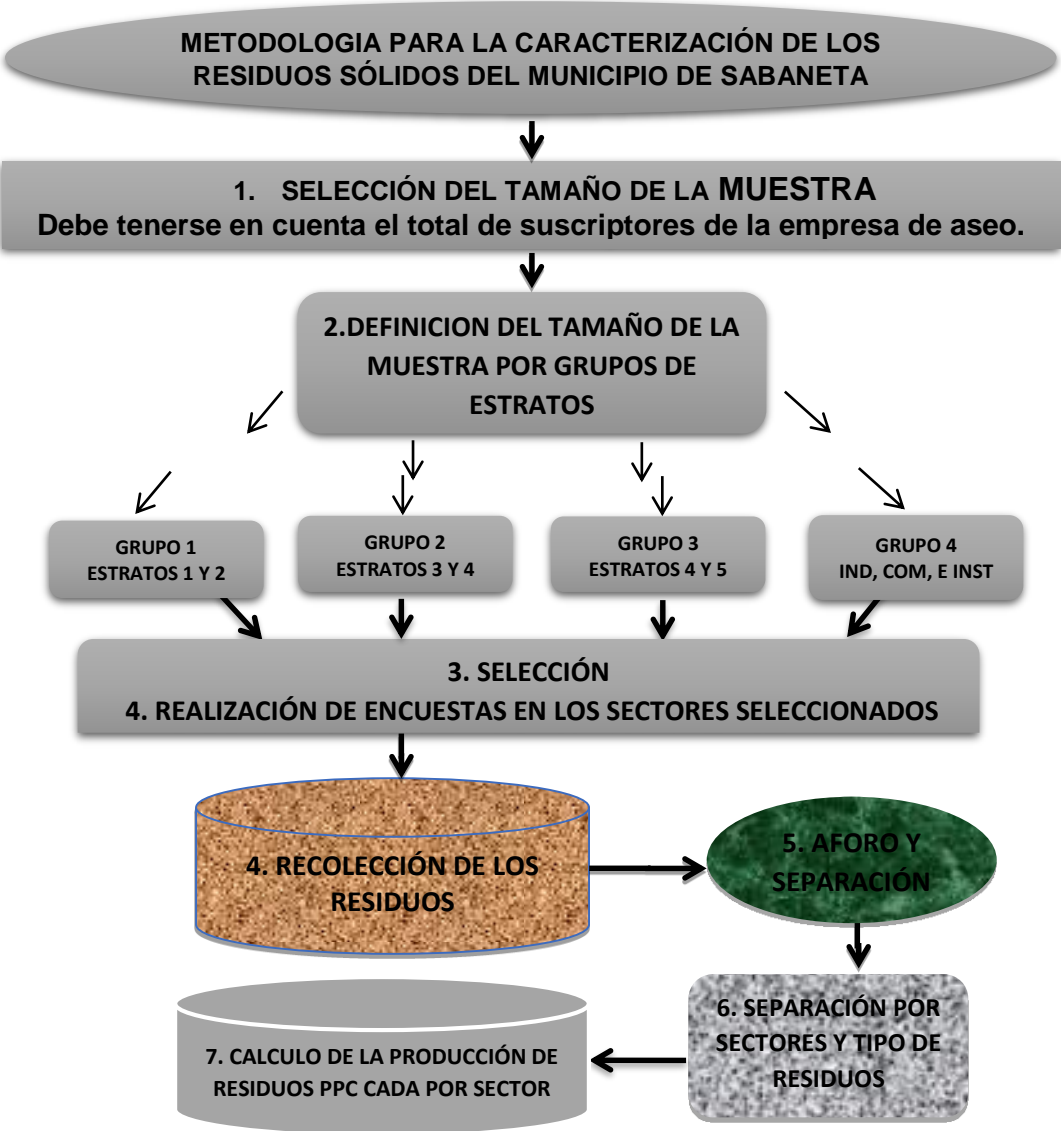 METODOLOGIA PARA LA CARACTERIZACIÓN DE LOS
RESIDUOS SÓLIDOS DEL MUNICIPIO DE SABANETA
1. SELECCIÓN DEL TAMAÑO DE LA MUESTRA
Debe tenerse en cuenta el total de suscriptores de la empresa de aseo.
2.DEFINICION DEL TAMAÑO DE LA
MUESTRA POR GRUPOS DE
ESTRATOS
GRUPO 1
ESTRATOS 1 Y 2
GRUPO 2
ESTRATOS 3 Y 4
GRUPO 3
ESTRATOS 4 Y 5
GRUPO 4
IND, COM, E INST
3. SELECCIÓN
4. REALIZACIÓN DE ENCUESTAS EN LOS SECTORES SELECCIONADOS
4. RECOLECCIÓN DE LOS
RESIDUOS
5. AFORO Y
SEPARACIÓN
6. SEPARACIÓN POR
SECTORES Y TIPO DE
RESIDUOS
7. CALCULO DE LA PRODUCCIÓN DE
RESIDUOS PPC CADA POR SECTOR